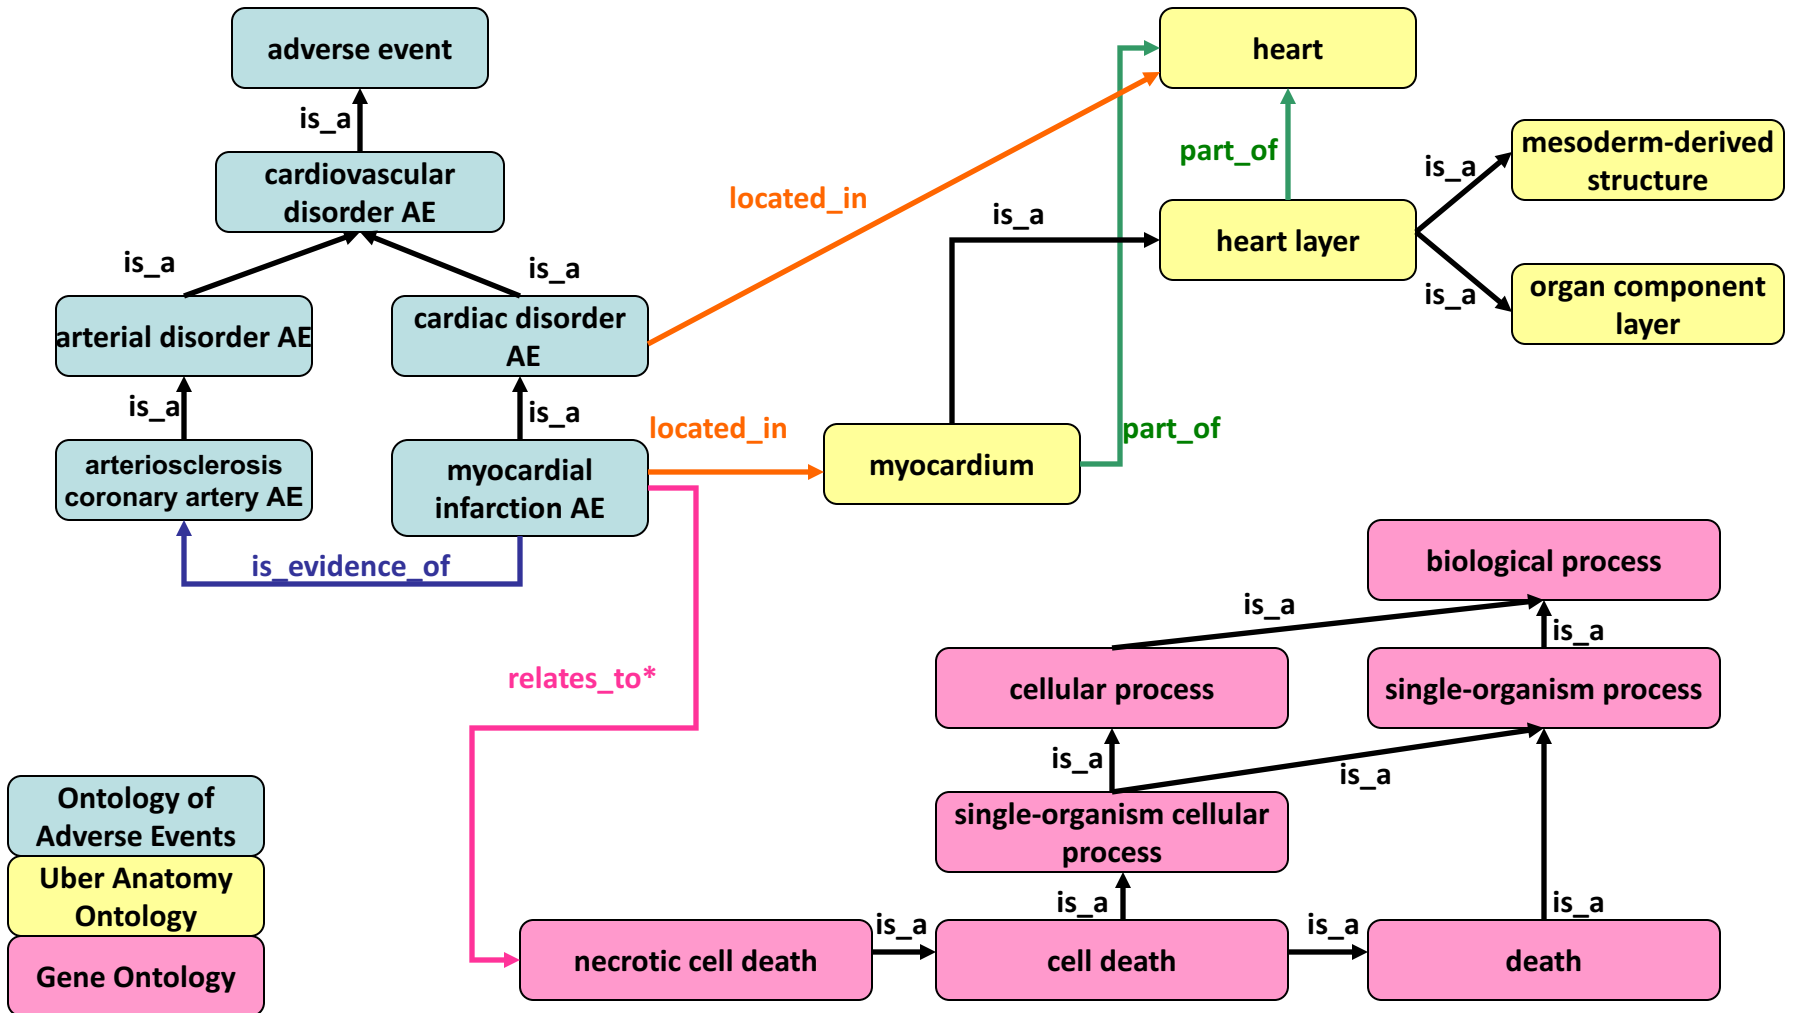 adverse event
is_a
cardiovascular
disorder AE
is_a
is_a
arterial disorder AE
cardiac disorder
AE
is_a
is_a
arteriosclerosis
coronary artery AE
myocardial
infarction AE
is_evidence_of
located_in
located_in
heart
part_of
is_a
heart layer
is_a
mesoderm-derived
structure
is_a
organ component
layer
myocardium
part_of
relates_to*
biological process
is_a
is_a
cellular process
single-organism process
is_a
is_a
single-organism cellular
process
is_a
is_a
necrotic cell death
is_a
cell death
is_a
death
Ontology of
Adverse Events
Uber Anatomy
Ontology
Gene Ontology